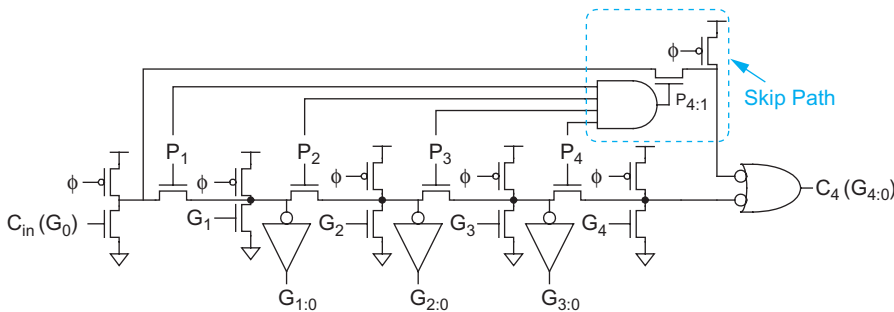 ϕ
ϕ
Skip Path
P4:1
P1
P2
P3
P4
ϕ
ϕ
ϕ
ϕ
ϕ
Cin (G0)
G1
G2
G3
G4
C4 (G4:0)
G1:0
G2:0
G3:0